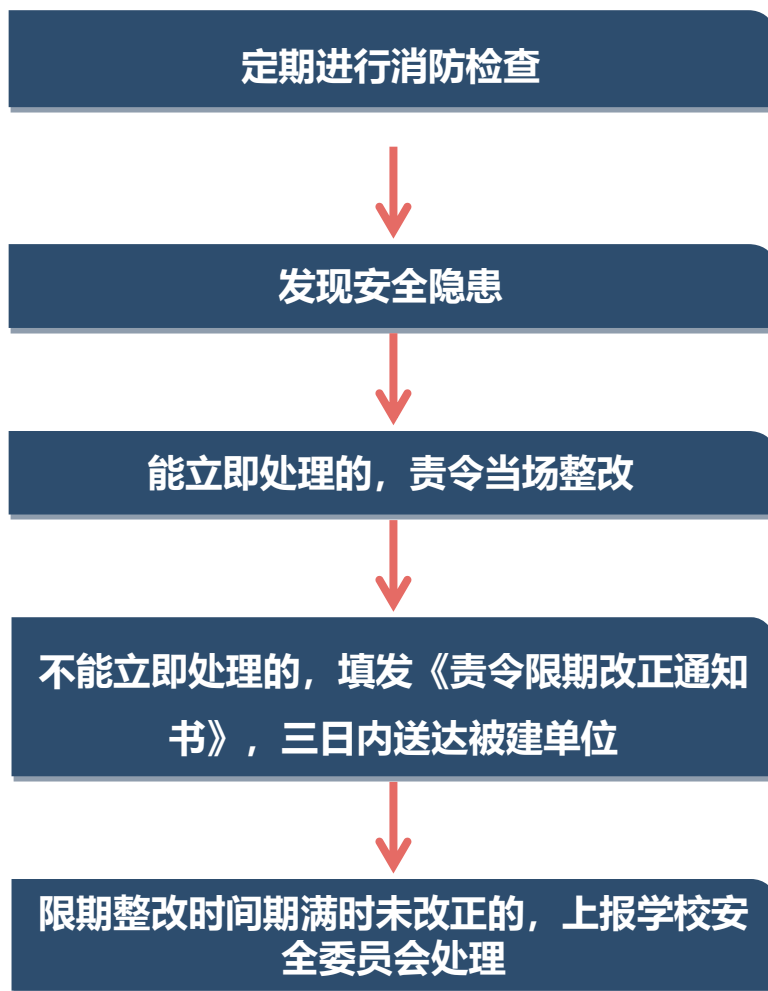 定期进行消防检查
发现安全隐患
能立即处理的，责令当场整改
不能立即处理的，填发《责令限期改正通知
书》，三日内送达被建单位
限期整改时间期满时未改正的，上报学校安
全委员会处理